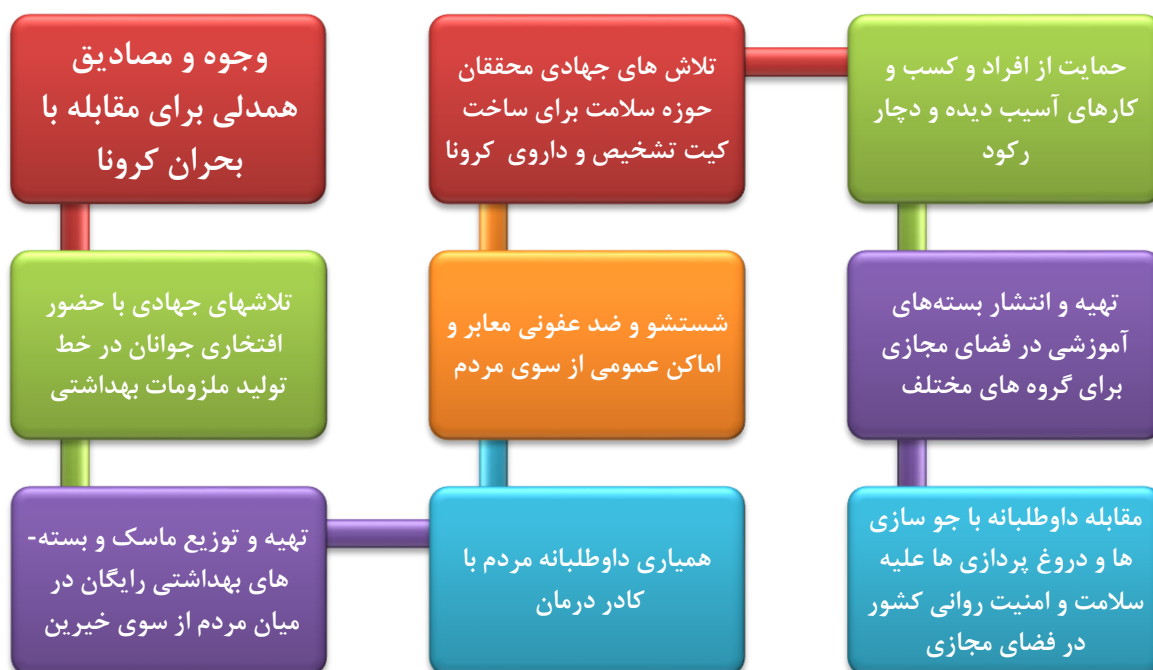 وجوه و مصادیق
همدلی برای مقابله با
بحران کرونا
تلاشهای جهادی با حضور
افتخاری جوانان در خط
تولید ملزومات بهداشتی
تهیه و توزیع ماسک و بسته-
های بهداشتی رایگان در
میان مردم از سوی خیرین
همیاری داوطلبانه مردم با
کادر درمان
شستشو و ضد عفونی معابر و
اماکن عمومی از سوی مردم
تلاش های جهادی محققان
حوزه سلامت برای ساخت
کیت تشخیص و داروی کرونا
حمایت از افراد و کسب و
کارهای آسیب دیده و دچار
رکود
تهیه و انتشار بسته‌های
آموزشی در فضای مجازی
برای گروه های مختلف
مقابله داوطلبانه با جو سازی
ها و دروغ پردازی ها علیه
سلامت و امنیت روانی کشور
در فضای مجازی